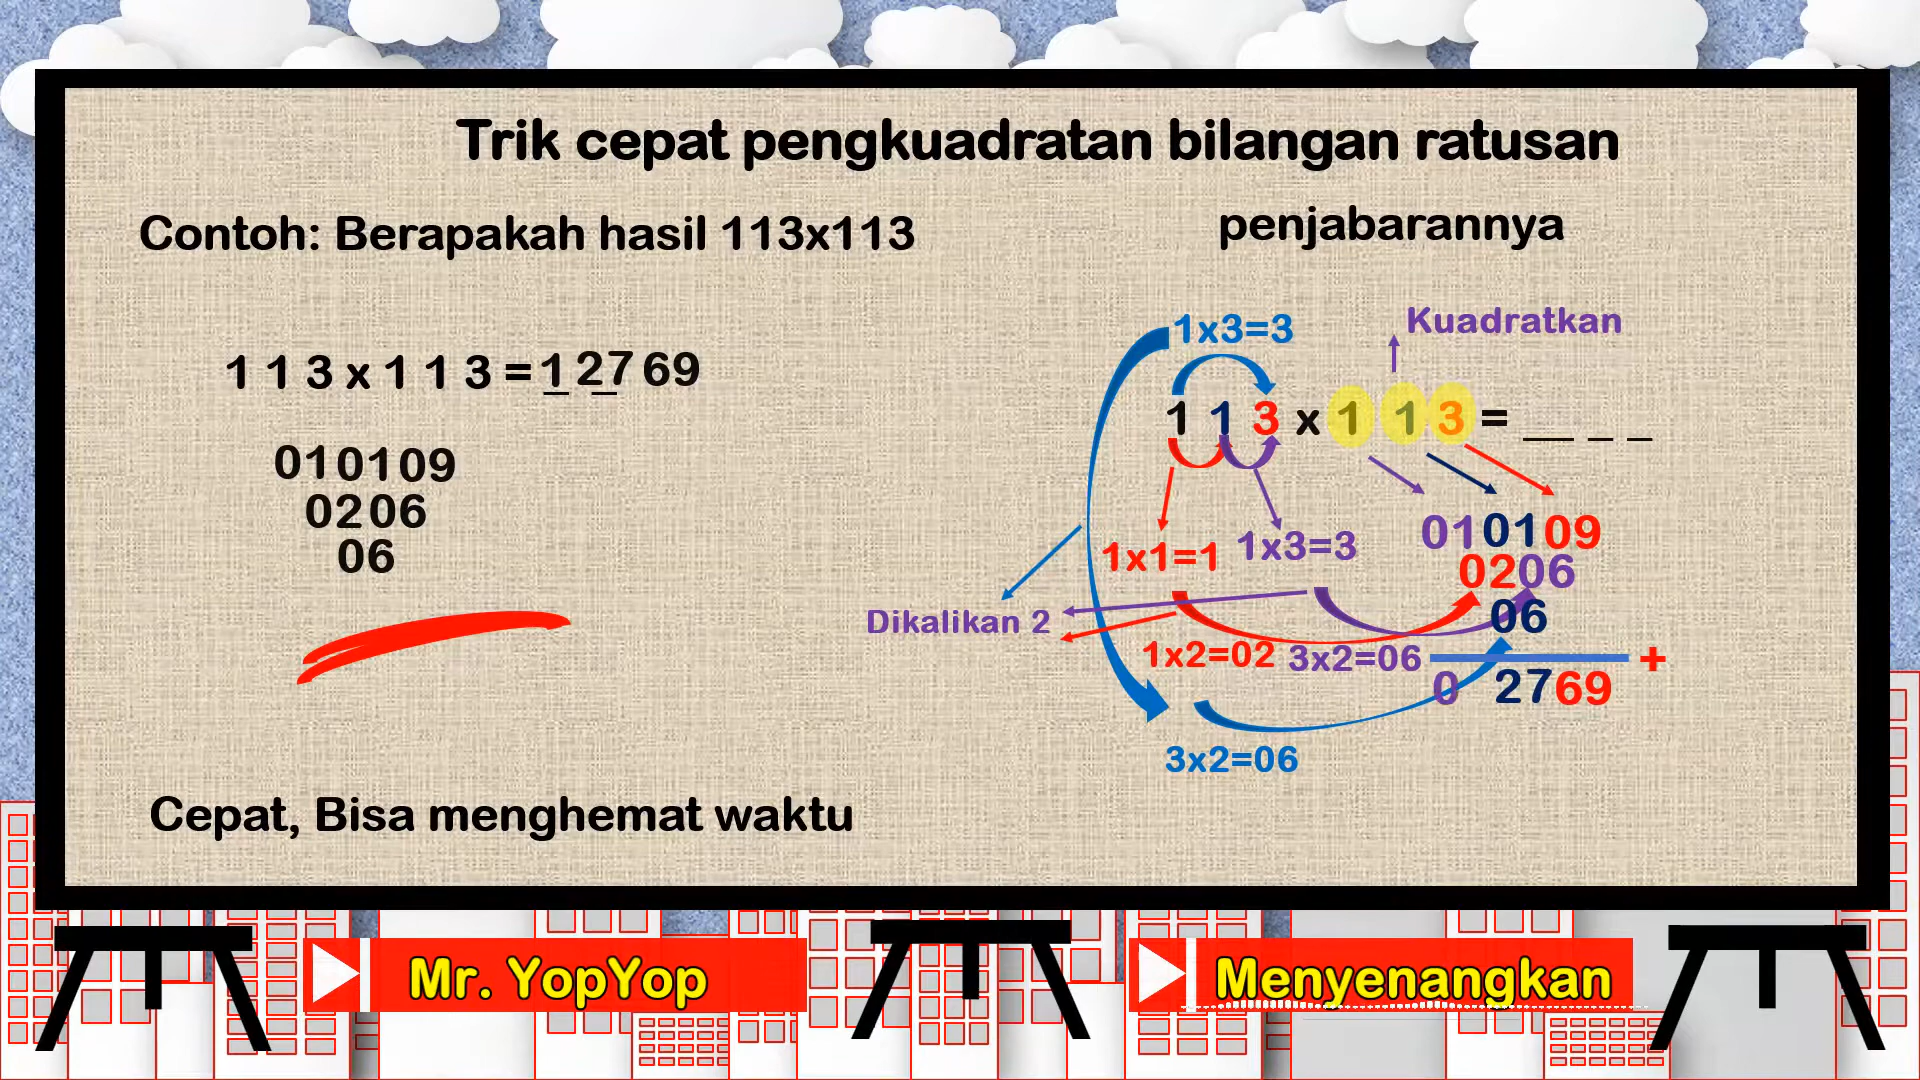 Trik cepat pengkuadratan bilangan ratusan
Contoh: Berapakah hasil 113x113
penjabarannya
1 1 3 x 1 1 3 = 1 27 69
010109
0206
06
Cepat, Bisa menghemat waktu
1x3=3
Kuadratkan
1 1 3 x 1 1 3 = _ _ _
1x1=1
1x3=3
010109
0206
06
Dikalikan 2
1x2=02
3x2=06
+
0 2769
3x2=06
Mr. YopYop
Menyenangkan